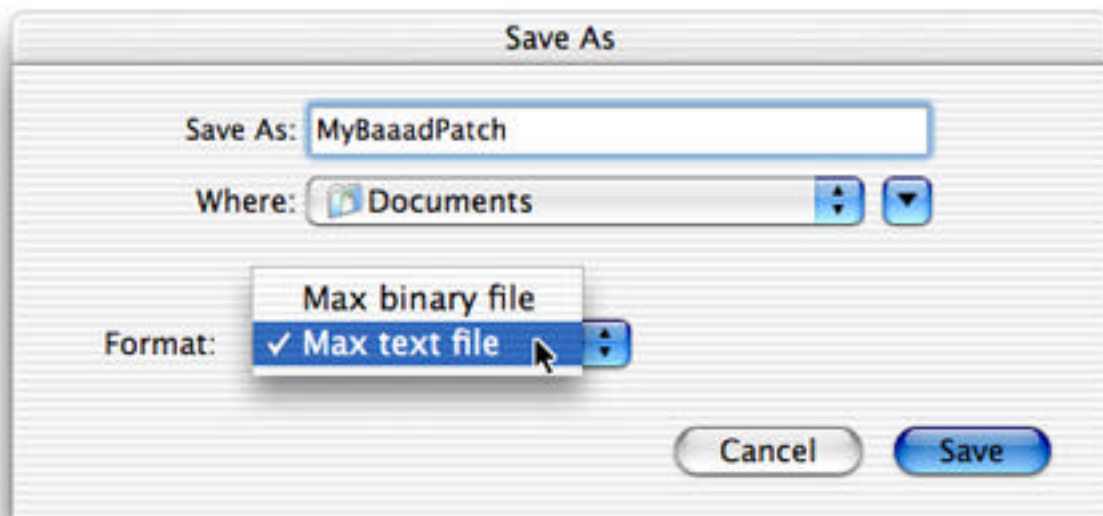 Save As
Save As: MyBaaadPatch
Where: Documents
Max binary file
Format: ✓ Max text file
Cancel Save